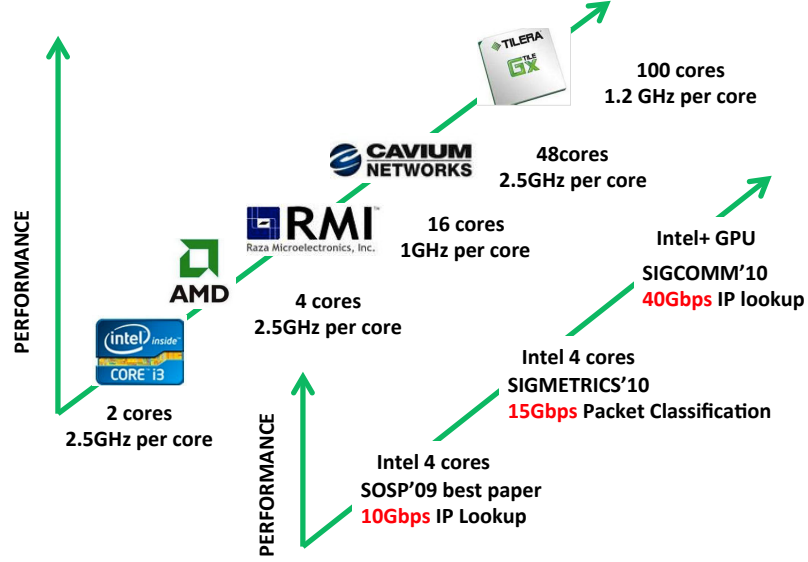 TILERA
TILE
Gx
100 cores
1.2 GHz per core
CAVIUM
NETWORKS
48cores
2.5GHz per core
RMI
Raza Microelectronics, Inc.
16 cores
1GHz per core
AMD
4 cores
2.5GHz per core
intel inside™
CORE™ i3
2 cores
2.5GHz per core
PERFORMANCE
Intel+ GPU
SIGCOMM'10
40Gbps IP lookup
Intel 4 cores
SIGMETRICS'10
15Gbps Packet Classification
Intel 4 cores
SOSP'09 best paper
10Gbps IP Lookup
PERFORMANCE